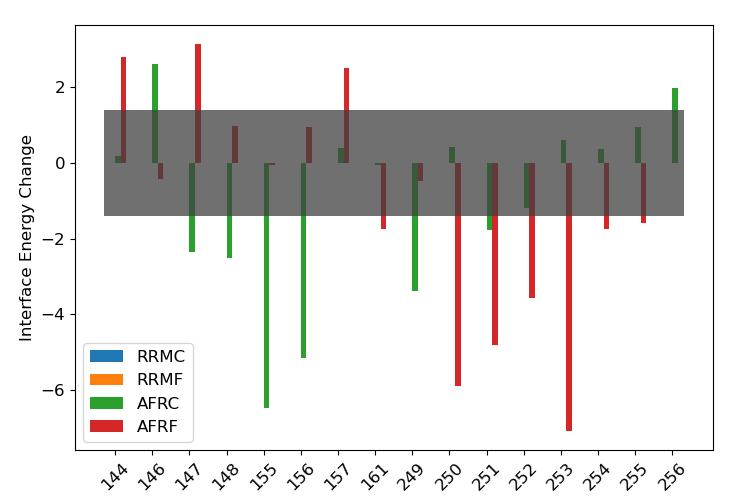 Interface Energy Change
2
0
−2
−4
−6
RRMC
RRMF
AFRC
AFRF
144 146 147 148 155 156 157 161 249 250 251 252 253 254 255 256